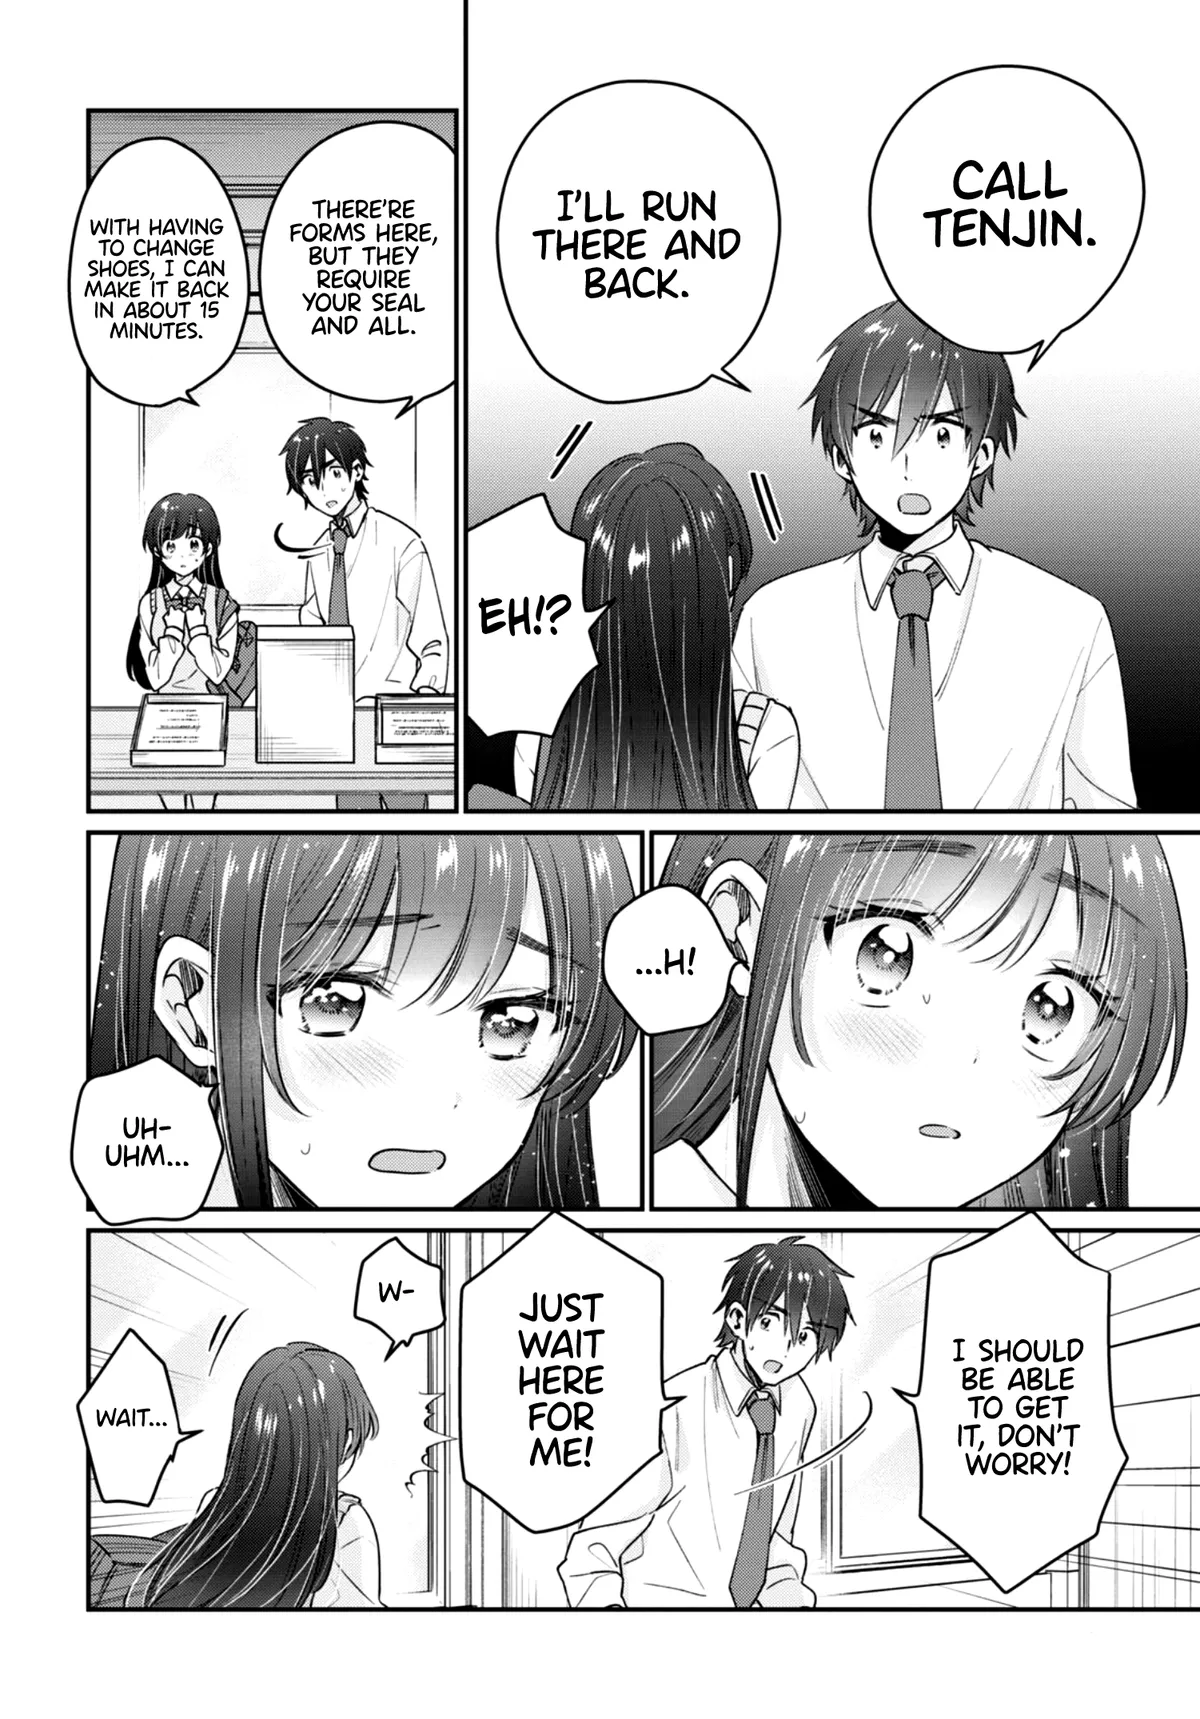 CALL
TENJIN.
I'LL RUN
THERE AND
BACK.
EH!?
THERE'RE
FORMS HERE,
BUT THEY
REQUIRE
YOUR SEAL
AND ALL.
WITH HAVING
TO CHANGE
SHOES, I CAN
MAKE IT BACK
IN ABOUT 15
MINUTES.
...H!
UH-
UHM...
I SHOULD
BE ABLE
TO GET
IT, DON'T
WORRY!
JUST
WAIT
HERE
FOR
ME!
W-
WAIT...